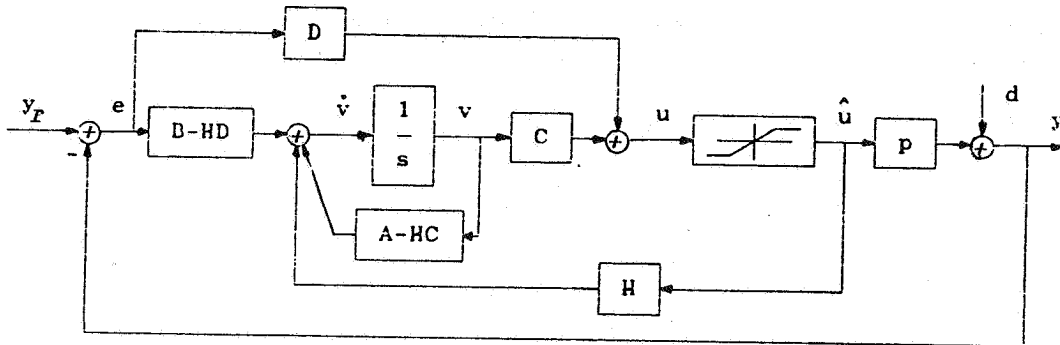 D
y_r e B-HD v̇ 1/s v C u û p d y
+ + + +
-
A-HC
H